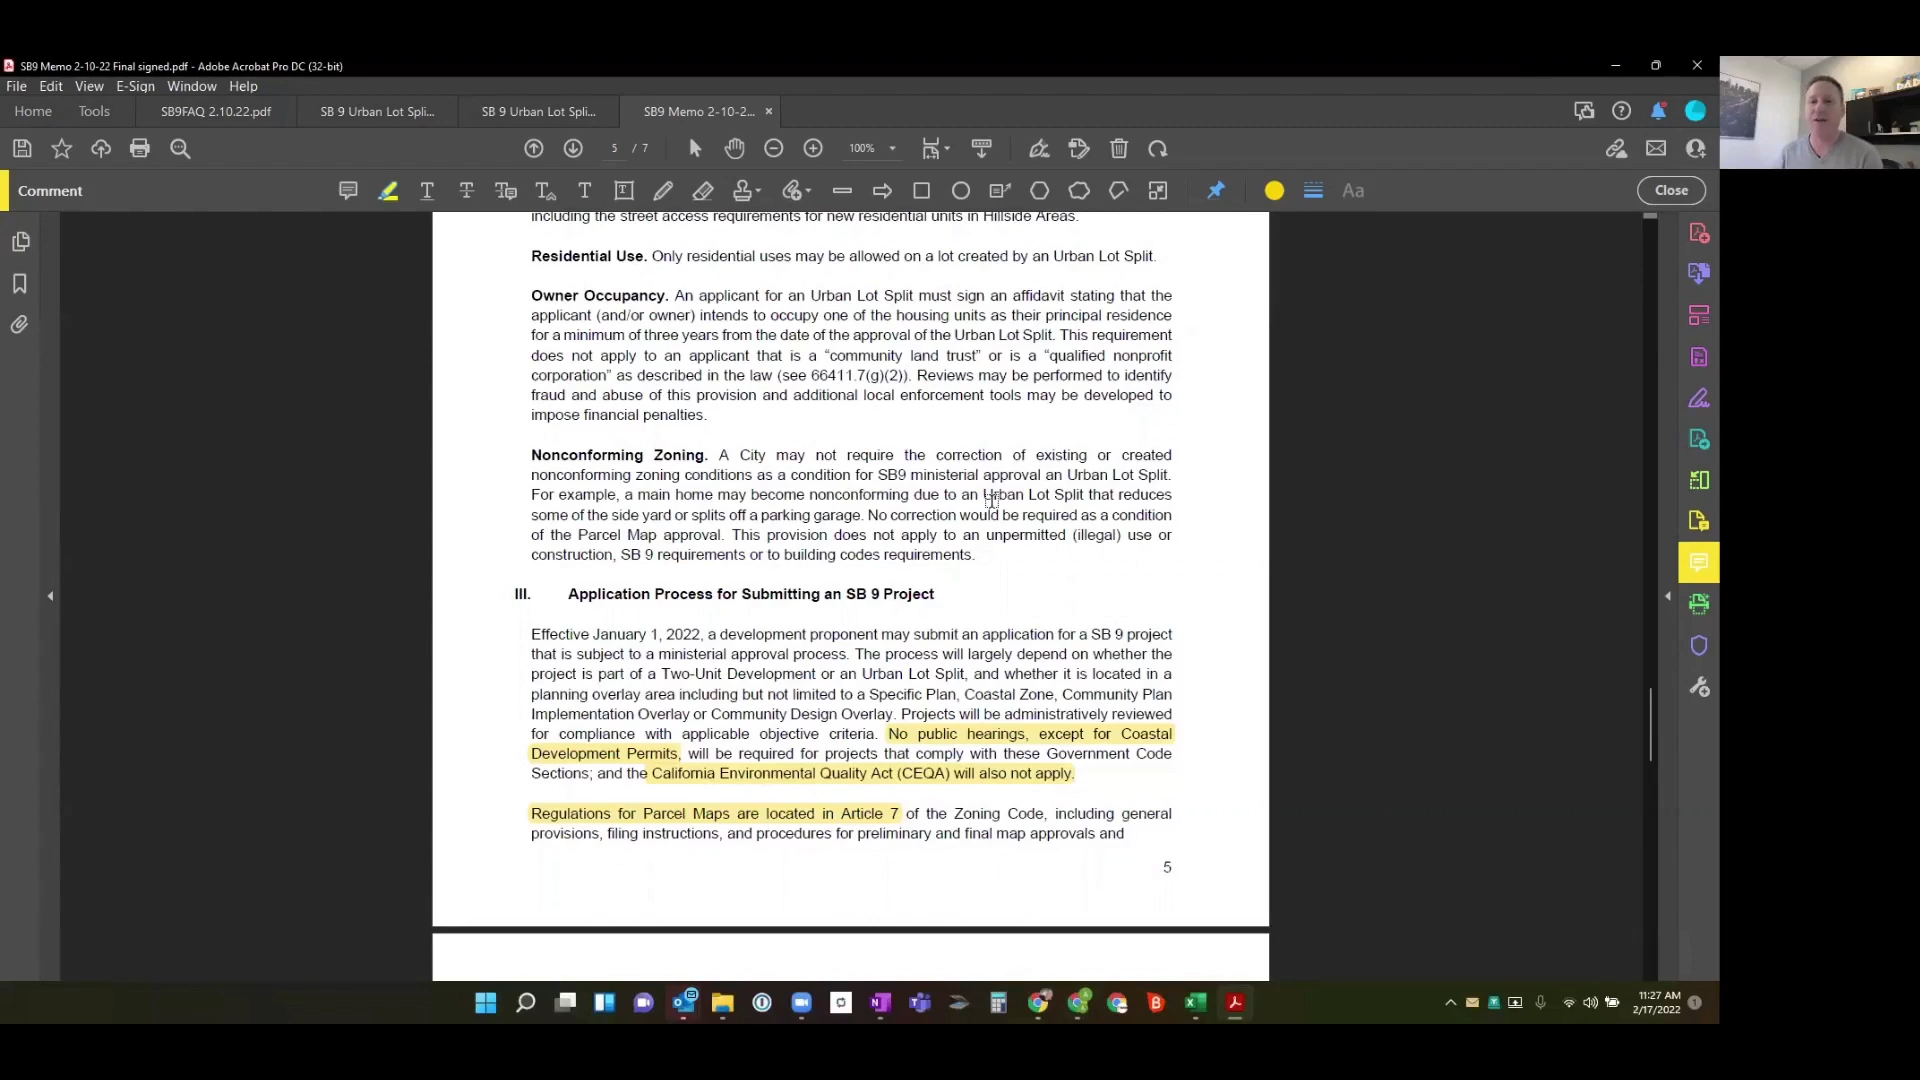 SB9 Memo 2-10-22 Final signed.pdf - Adobe Acrobat Pro DC (32-bit)
File Edit View E-Sign Window Help
Home Tools SB9FAQ 2.10.22.pdf SB 9 Urban Lot Spli... SB 9 Urban Lot Spli... SB9 Memo 2-10-2... ×
5 / 7 100%
Comment Aa Close
including the street access requirements for new residential units in Hillside Areas.
Residential Use. Only residential uses may be allowed on a lot created by an Urban Lot Split.
Owner Occupancy. An applicant for an Urban Lot Split must sign an affidavit stating that the
applicant (and/or owner) intends to occupy one of the housing units as their principal residence
for a minimum of three years from the date of the approval of the Urban Lot Split. This requirement
does not apply to an applicant that is a “community land trust” or is a “qualified nonprofit
corporation” as described in the law (see 66411.7(g)(2)). Reviews may be performed to identify
fraud and abuse of this provision and additional local enforcement tools may be developed to
impose financial penalties.
Nonconforming Zoning. A City may not require the correction of existing or created
nonconforming zoning conditions as a condition for SB9 ministerial approval an Urban Lot Split.
For example, a main home may become nonconforming due to an Urban Lot Split that reduces
some of the side yard or splits off a parking garage. No correction would be required as a condition
of the Parcel Map approval. This provision does not apply to an unpermitted (illegal) use or
construction, SB 9 requirements or to building codes requirements.
III. Application Process for Submitting an SB 9 Project
Effective January 1, 2022, a development proponent may submit an application for a SB 9 project
that is subject to a ministerial approval process. The process will largely depend on whether the
project is part of a Two-Unit Development or an Urban Lot Split, and whether it is located in a
planning overlay area including but not limited to a Specific Plan, Coastal Zone, Community Plan
Implementation Overlay or Community Design Overlay. Projects will be administratively reviewed
for compliance with applicable objective criteria. No public hearings, except for Coastal
Development Permits, will be required for projects that comply with these Government Code
Sections; and the California Environmental Quality Act (CEQA) will also not apply.
Regulations for Parcel Maps are located in Article 7 of the Zoning Code, including general
provisions, filing instructions, and procedures for preliminary and final map approvals and
5
11:27 AM
2/17/2022 1